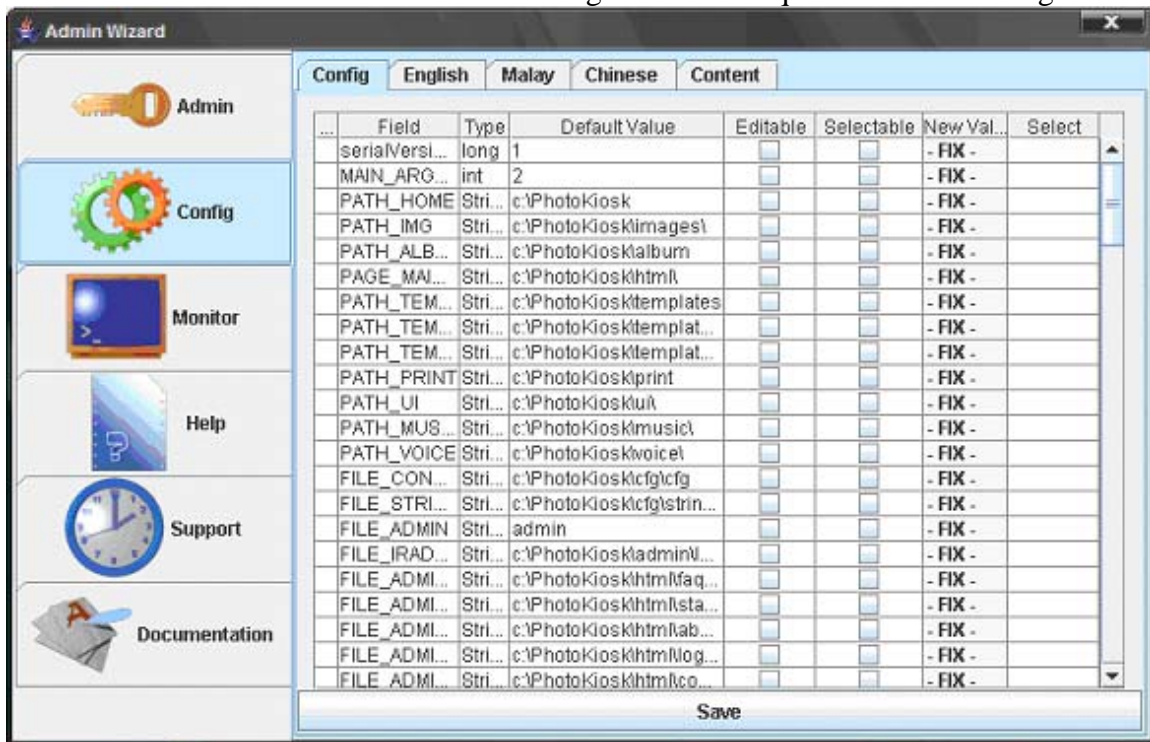 Admin Wizard
x
Admin
Config
Monitor
Help
Support
Documentation
Config English Malay Chinese Content
... Field Type Default Value Editable Selectable New Val... Select
serialVersi... long 1 - FIX -
MAIN_ARG... int 2 - FIX -
PATH_HOME Stri... c:\PhotoKiosk - FIX -
PATH_IMG Stri... c:\PhotoKiosk\images\ - FIX -
PATH_ALB... Stri... c:\PhotoKiosk\album - FIX -
PAGE_MAI... Stri... c:\PhotoKiosk\html\ - FIX -
PATH_TEM... Stri... c:\PhotoKiosk\templates - FIX -
PATH_TEM... Stri... c:\PhotoKiosk\templat... - FIX -
PATH_TEM... Stri... c:\PhotoKiosk\templat... - FIX -
PATH_PRINT Stri... c:\PhotoKiosk\print - FIX -
PATH_UI Stri... c:\PhotoKiosk\ui\ - FIX -
PATH_MUS... Stri... c:\PhotoKiosk\music\ - FIX -
PATH_VOICE Stri... c:\PhotoKiosk\voice\ - FIX -
FILE_CON... Stri... c:\PhotoKiosk\cfg\cfg - FIX -
FILE_STRI... Stri... c:\PhotoKiosk\cfg\strin... - FIX -
FILE_ADMIN Stri... admin - FIX -
FILE_IRAD... Stri... - FIX -
FILE_ADMI... Stri... c:\PhotoKiosk\html\faq... - FIX -
FILE_ADMI... Stri... c:\PhotoKiosk\html\sta... - FIX -
FILE_ADMI... Stri... c:\PhotoKiosk\html\ab... - FIX -
FILE_ADMI... Stri... c:\PhotoKiosk\html\log... - FIX -
FILE_ADMI... Stri... c:\PhotoKiosk\html\co... - FIX -
Save